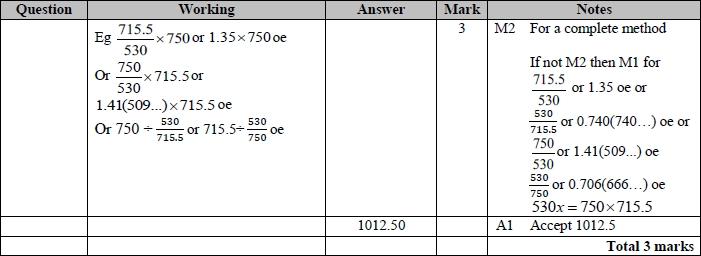 Question Working Answer Mark Notes
Eg 715.5/530 × 750 or 1.35 × 750 oe
Or 750/530 × 715.5 or
1.41(509...) × 715.5 oe
Or 750 ÷ 530/715.5 or 715.5 ÷ 530/750 oe
3
M2 For a complete method
If not M2 then M1 for
715.5/530 or 1.35 oe or
530/715.5 or 0.740(740…) oe or
750/530 or 1.41(509...) oe
530/750 or 0.706(666…) oe
530x = 750 × 715.5
1012.50 A1 Accept 1012.5
Total 3 marks